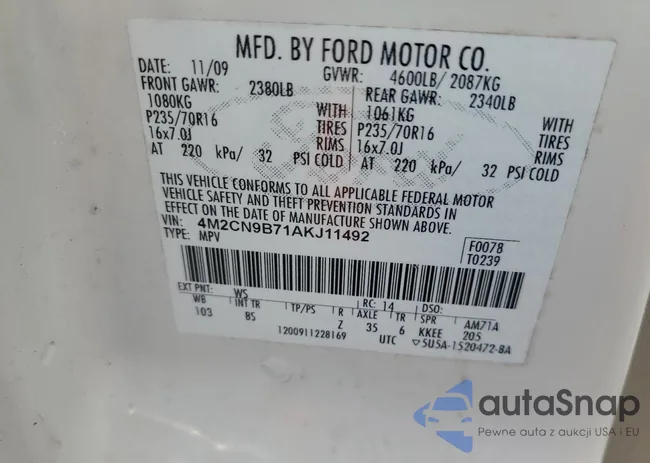 MFD. BY FORD MOTOR CO.
DATE: 11/09 GVWR: 4600LB/ 2087KG
FRONT GAWR: 2380LB REAR GAWR: 2340LB
1080KG WITH 1061KG WITH
P235/70R16 TIRES P235/70R16 TIRES
16x7.0J RIMS 16x7.0J RIMS
AT 220 kPa/ 32 PSI COLD AT 220 kPa/ 32 PSI COLD
THIS VEHICLE CONFORMS TO ALL APPLICABLE FEDERAL MOTOR
VEHICLE SAFETY AND THEFT PREVENTION STANDARDS IN
EFFECT ON THE DATE OF MANUFACTURE SHOWN ABOVE.
VIN: 4M2CN9B71AKJ11492 F0078
TYPE: MPV T0239
EXT PNT: WS RC: 14 DSO:
WB INT TR TP/PS R AXLE TR SPR AM71A
103 BS Z 35 6 KKEE 205
1200911228169 UTC ▽5U5A-1520472-BA
autoSnap
Pewne auta z aukcji USA i EU